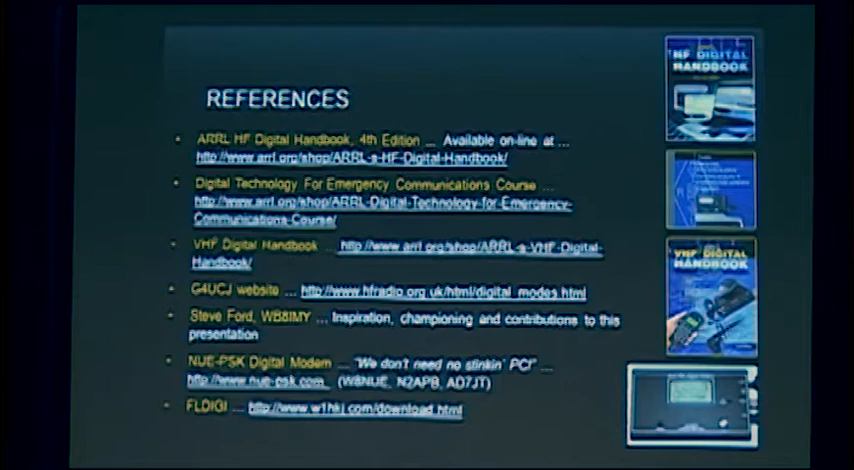 REFERENCES
ARRL HF Digital Handbook, 4th Edition ... Available on-line at ...
http://www.arrl.org/shop/ARRL-s-HF-Digital-Handbook/
Digital Technology For Emergency Communications Course ...
http://www.arrl.org/shop/ARRL-Digital-Technology-for-Emergency-
Communications-Course/
VHF Digital Handbook ... http://www.arrl.org/shop/ARRL-s-VHF-Digital-
Handbook/
G4UCJ website ... http://www.hfradio.org.uk/html/digital_modes.html
Steve Ford, WB8IMY ... Inspiration, championing and contributions to this
presentation
NUE-PSK Digital Modem ... "We don't need no stinkin' PC!" ...
http://www.nue-psk.com (W8NUE, N2APB, AD7JT)
FLDIGI ... http://www.w1hkj.com/download.html
HF DIGITAL
HANDBOOK
VHF DIGITAL
HANDBOOK